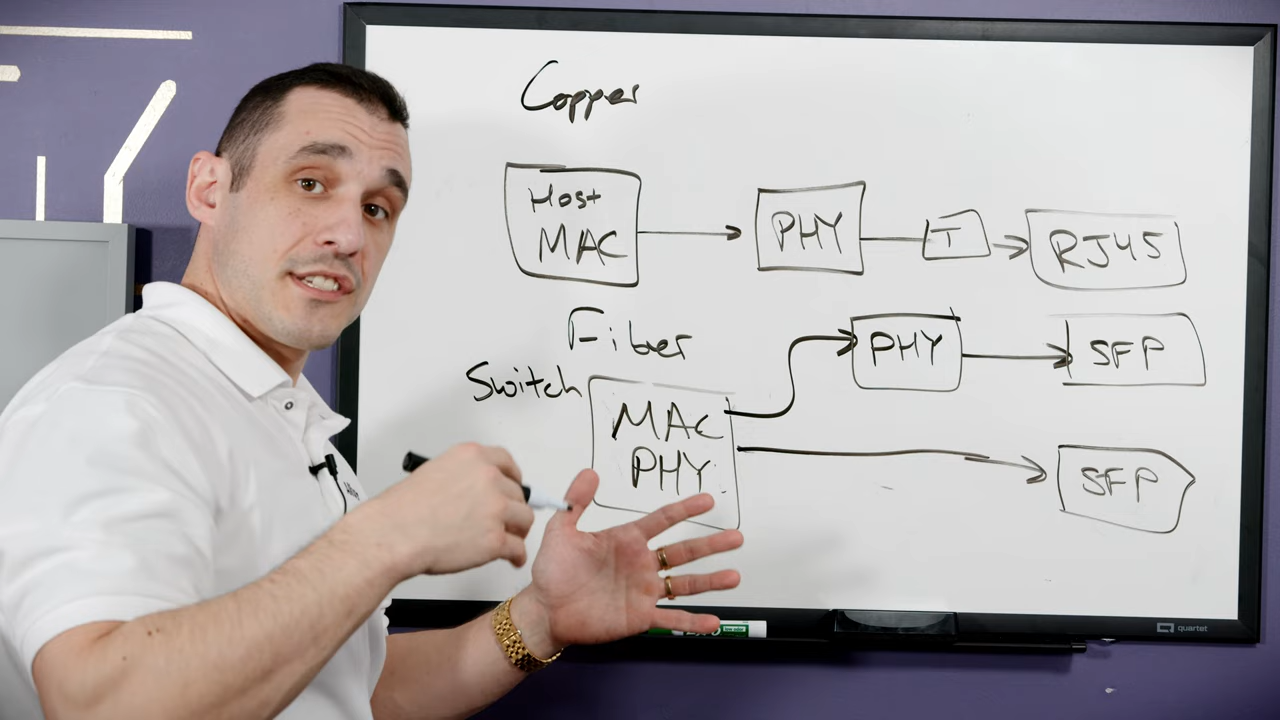 Copper
Host
MAC
PHY
T
RJ45
Fiber
PHY
SFP
Switch
MAC
PHY
SFP
quartet